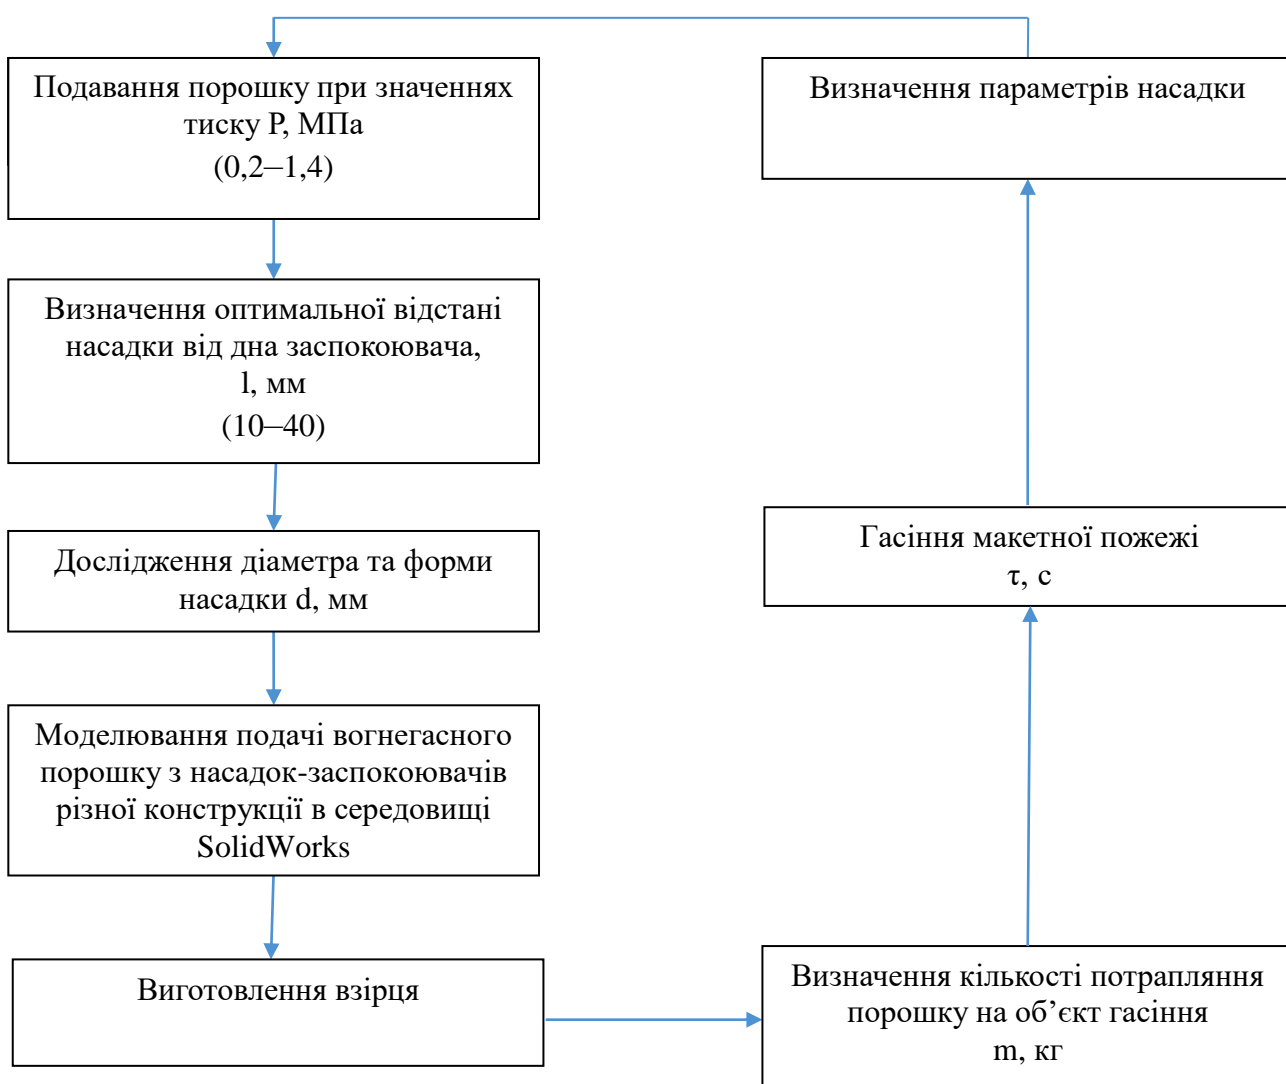 Подавання порошку при значеннях
тиску Р, МПа
(0,2–1,4)
Визначення оптимальної відстані
насадки від дна заспокоювача,
l, мм
(10–40)
Дослідження діаметра та форми
насадки d, мм
Моделювання подачі вогнегасного
порошку з насадок-заспокоювачів
різної конструкції в середовищі
SolidWorks
Виготовлення взірця
Визначення кількості потрапляння
порошку на об’єкт гасіння
m, кг
Гасіння макетної пожежі
τ, с
Визначення параметрів насадки